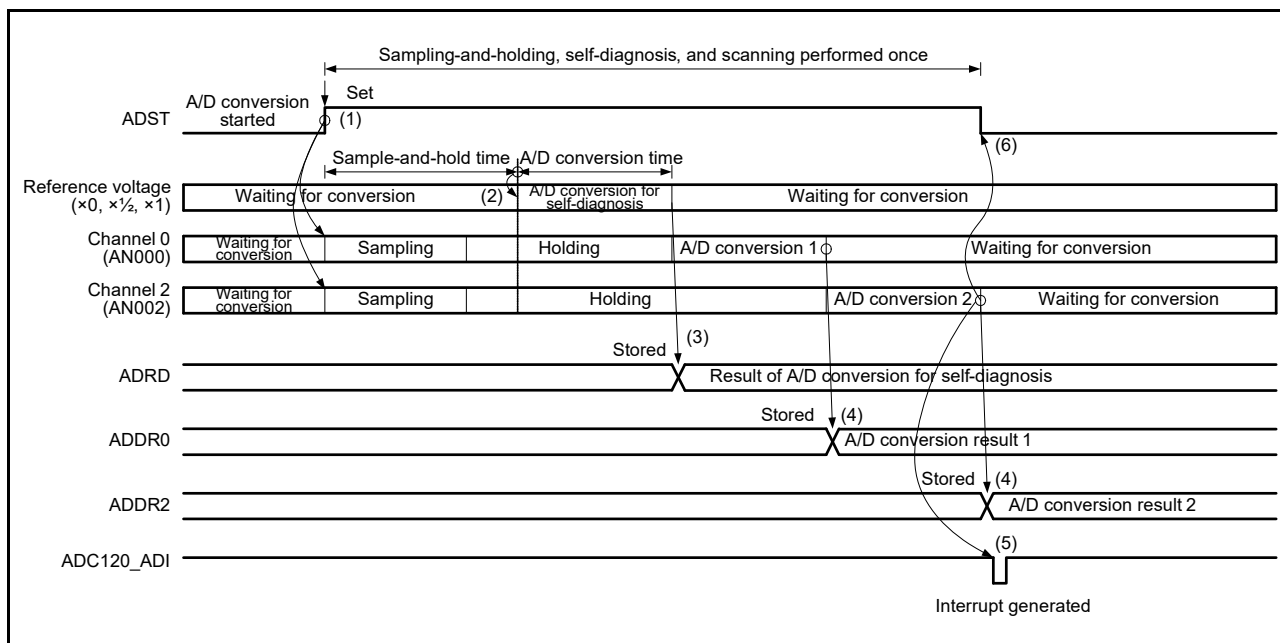 Sampling-and-holding, self-diagnosis, and scanning performed once
ADST
A/D conversion
started
Set
(1)
(6)
Sample-and-hold time
A/D conversion time
Reference voltage
(×0, ×½, ×1)
Waiting for conversion
(2)
A/D conversion for
self-diagnosis
Waiting for conversion
Channel 0
(AN000)
Waiting for
conversion
Sampling
Holding
A/D conversion 1
Waiting for conversion
Channel 2
(AN002)
Waiting for
conversion
Sampling
Holding
A/D conversion 2
Waiting for conversion
Stored
(3)
ADRD
Result of A/D conversion for self-diagnosis
Stored
(4)
ADDR0
A/D conversion result 1
Stored
(4)
ADDR2
A/D conversion result 2
ADC120_ADI
(5)
Interrupt generated